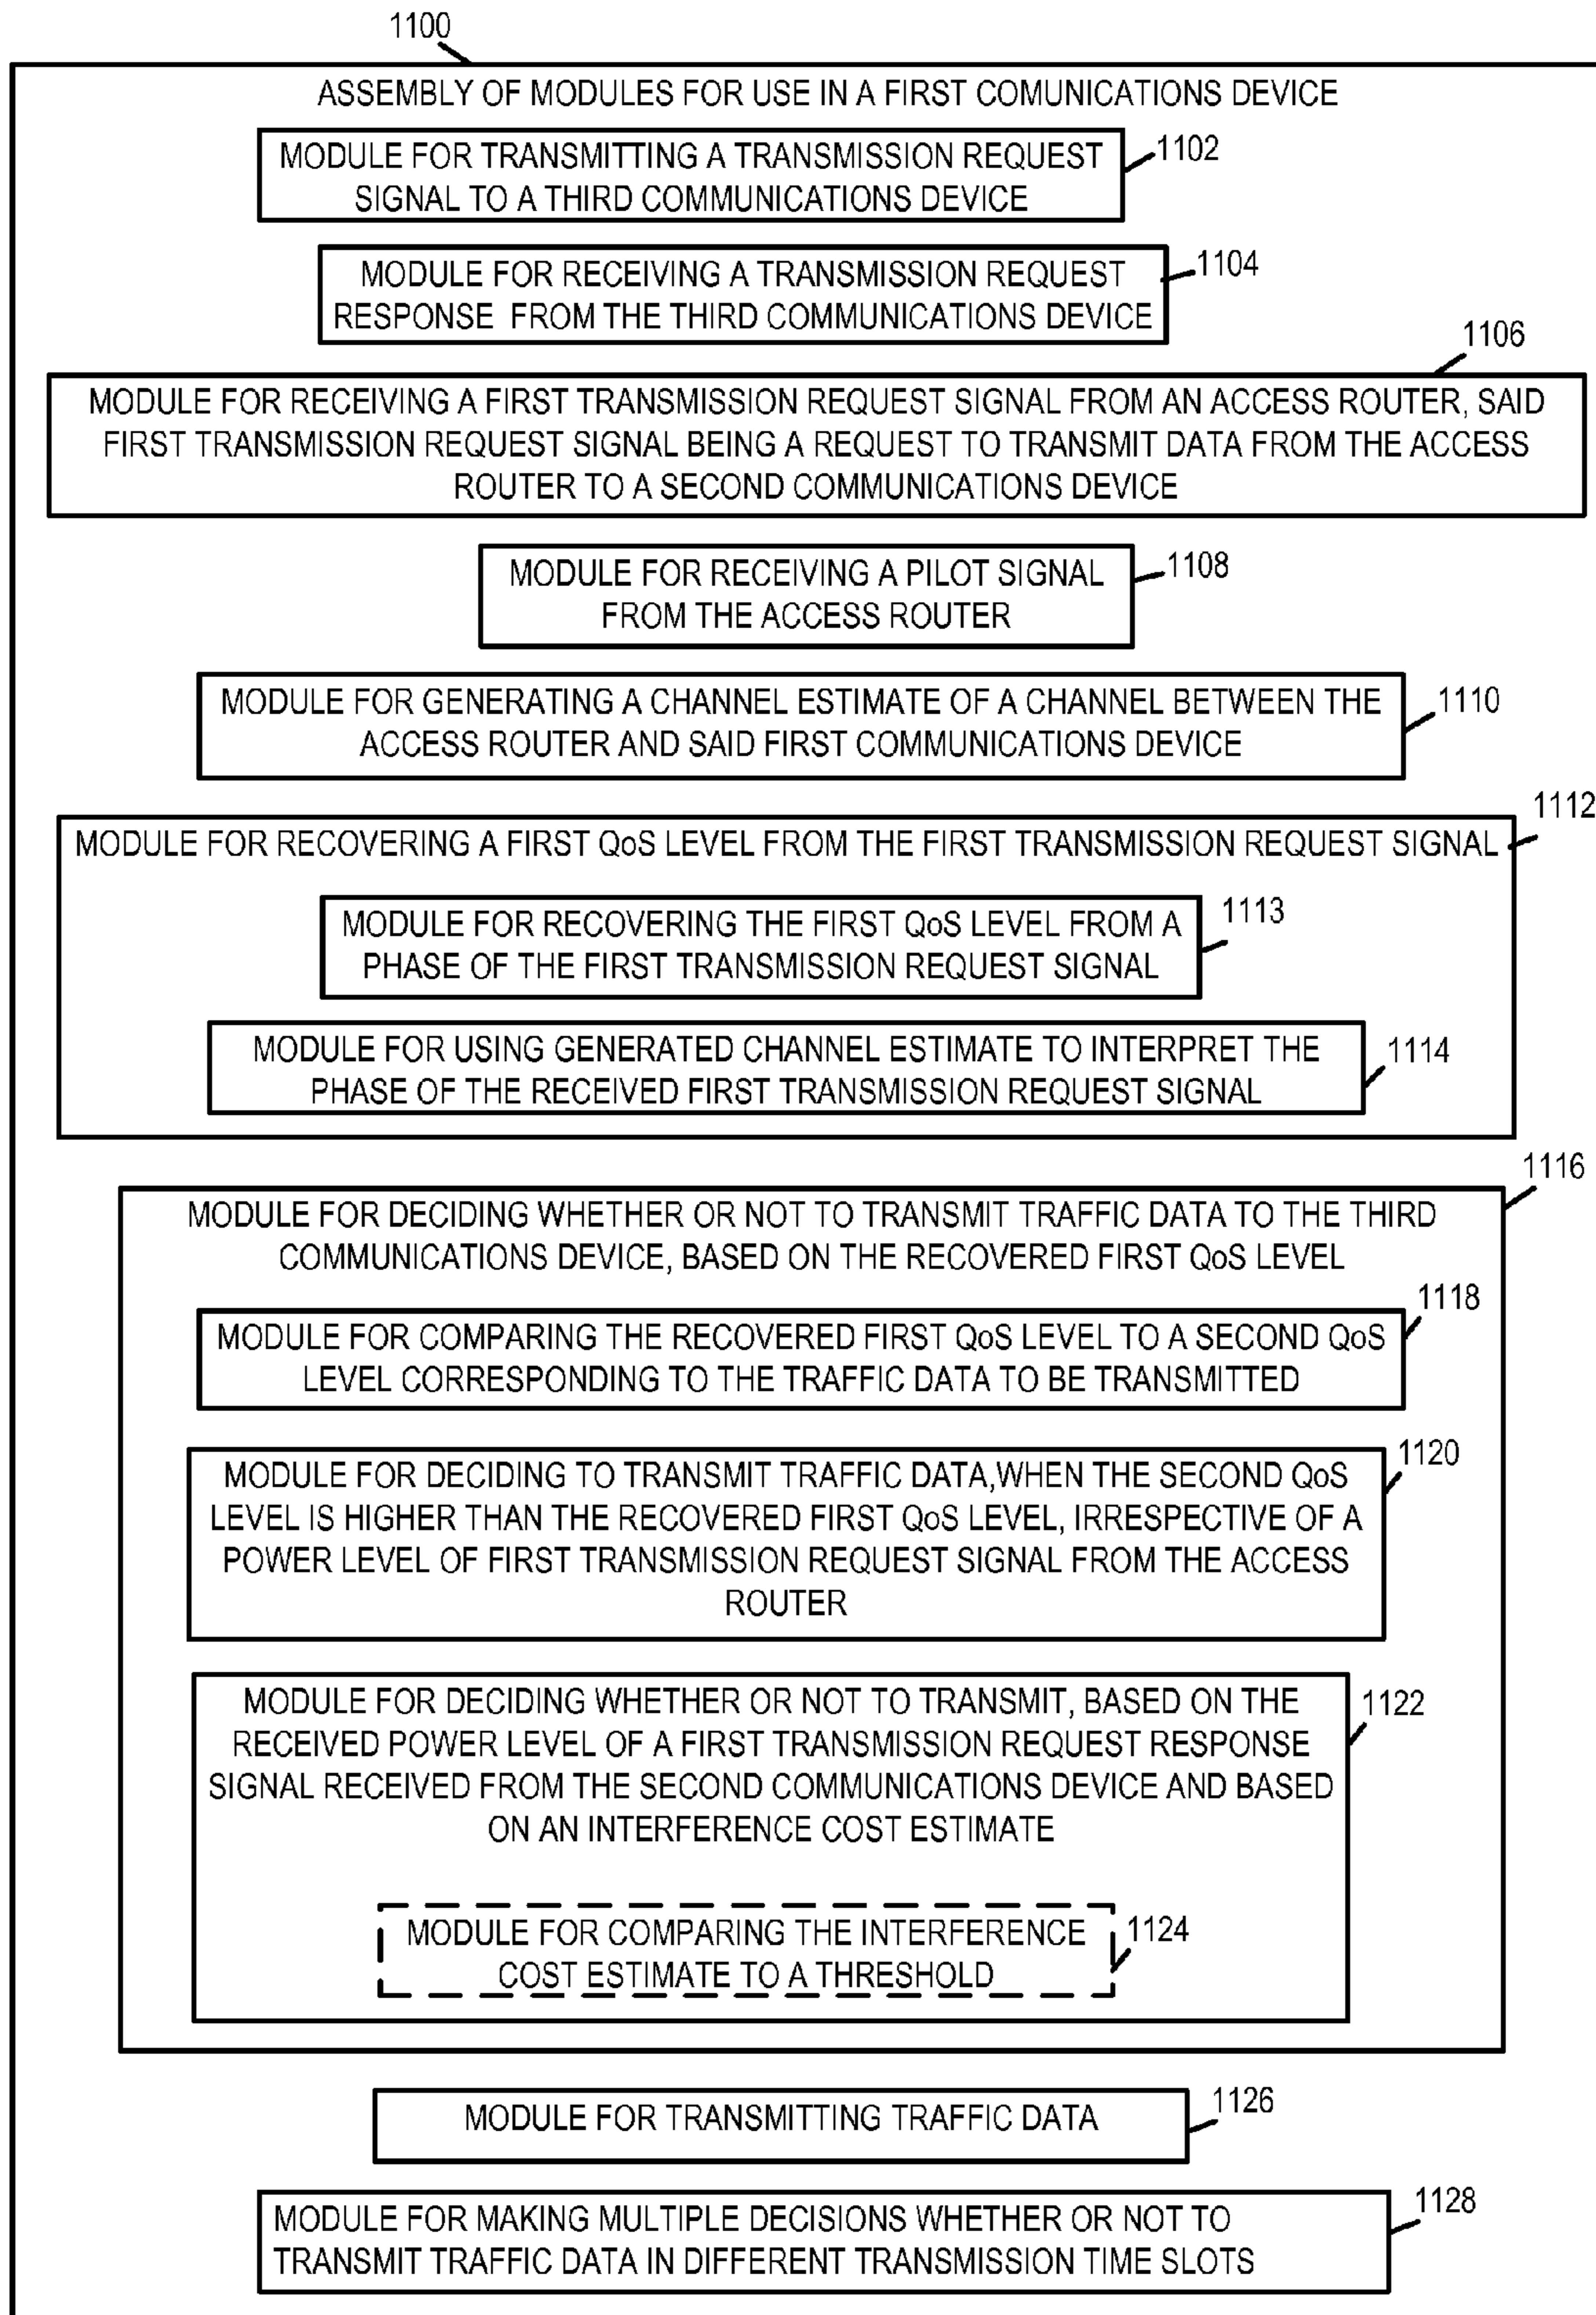 1100
ASSEMBLY OF MODULES FOR USE IN A FIRST COMUNICATIONS DEVICE
MODULE FOR TRANSMITTING A TRANSMISSION REQUEST
SIGNAL TO A THIRD COMMUNICATIONS DEVICE
1102
MODULE FOR RECEIVING A TRANSMISSION REQUEST
RESPONSE FROM THE THIRD COMMUNICATIONS DEVICE
1104
1106
MODULE FOR RECEIVING A FIRST TRANSMISSION REQUEST SIGNAL FROM AN ACCESS ROUTER, SAID
FIRST TRANSMISSION REQUEST SIGNAL BEING A REQUEST TO TRANSMIT DATA FROM THE ACCESS
ROUTER TO A SECOND COMMUNICATIONS DEVICE
MODULE FOR RECEIVING A PILOT SIGNAL
FROM THE ACCESS ROUTER
1108
MODULE FOR GENERATING A CHANNEL ESTIMATE OF A CHANNEL BETWEEN THE
ACCESS ROUTER AND SAID FIRST COMMUNICATIONS DEVICE
1110
1112
MODULE FOR RECOVERING A FIRST QoS LEVEL FROM THE FIRST TRANSMISSION REQUEST SIGNAL
MODULE FOR RECOVERING THE FIRST QoS LEVEL FROM A
PHASE OF THE FIRST TRANSMISSION REQUEST SIGNAL
1113
MODULE FOR USING GENERATED CHANNEL ESTIMATE TO INTERPRET THE
PHASE OF THE RECEIVED FIRST TRANSMISSION REQUEST SIGNAL
1114
1116
MODULE FOR DECIDING WHETHER OR NOT TO TRANSMIT TRAFFIC DATA TO THE THIRD
COMMUNICATIONS DEVICE, BASED ON THE RECOVERED FIRST QoS LEVEL
1118
MODULE FOR COMPARING THE RECOVERED FIRST QoS LEVEL TO A SECOND QoS
LEVEL CORRESPONDING TO THE TRAFFIC DATA TO BE TRANSMITTED
1120
MODULE FOR DECIDING TO TRANSMIT TRAFFIC DATA,WHEN THE SECOND QoS
LEVEL IS HIGHER THAN THE RECOVERED FIRST QoS LEVEL, IRRESPECTIVE OF A
POWER LEVEL OF FIRST TRANSMISSION REQUEST SIGNAL FROM THE ACCESS
ROUTER
MODULE FOR DECIDING WHETHER OR NOT TO TRANSMIT, BASED ON THE
RECEIVED POWER LEVEL OF A FIRST TRANSMISSION REQUEST RESPONSE
SIGNAL RECEIVED FROM THE SECOND COMMUNICATIONS DEVICE AND BASED
ON AN INTERFERENCE COST ESTIMATE
1122
MODULE FOR COMPARING THE INTERFERENCE
COST ESTIMATE TO A THRESHOLD
1124
MODULE FOR TRANSMITTING TRAFFIC DATA
1126
MODULE FOR MAKING MULTIPLE DECISIONS WHETHER OR NOT TO
TRANSMIT TRAFFIC DATA IN DIFFERENT TRANSMISSION TIME SLOTS
1128